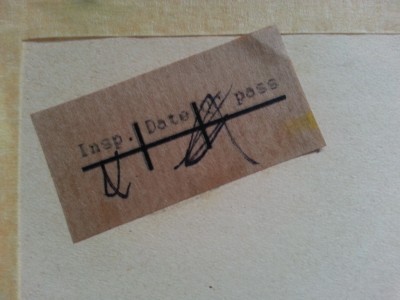 Insp. Date pass